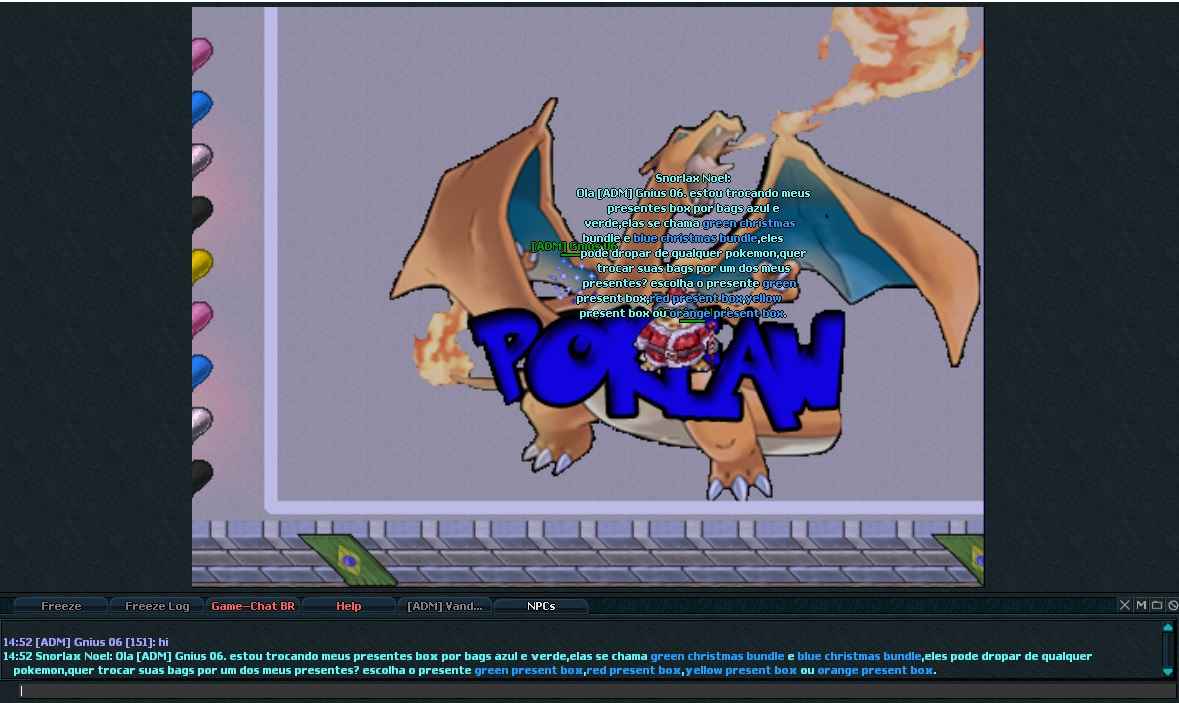 Snorlax Noel:
Ola [ADM] Gnius 06. estou trocando meus
presentes box por bags azul e
verde,elas se chama green christmas
bundle e blue christmas bundle,eles
[ADM] Gnius 06
pode dropar de qualquer pokemon,quer
trocar suas bags por um dos meus
presentes? escolha o presente green
present box,red present box,yellow
present box ou orange present box.
Freeze
Freeze Log
Game-Chat BR
Help
[ADM] Vand...
NPCs
14:52 [ADM] Gnius 06 [151]: hi
14:52 Snorlax Noel: Ola [ADM] Gnius 06. estou trocando meus presentes box por bags azul e verde,elas se chama green christmas bundle e blue christmas bundle,eles pode dropar de qualquer
pokemon,quer trocar suas bags por um dos meus presentes? escolha o presente green present box,red present box,yellow present box ou orange present box.